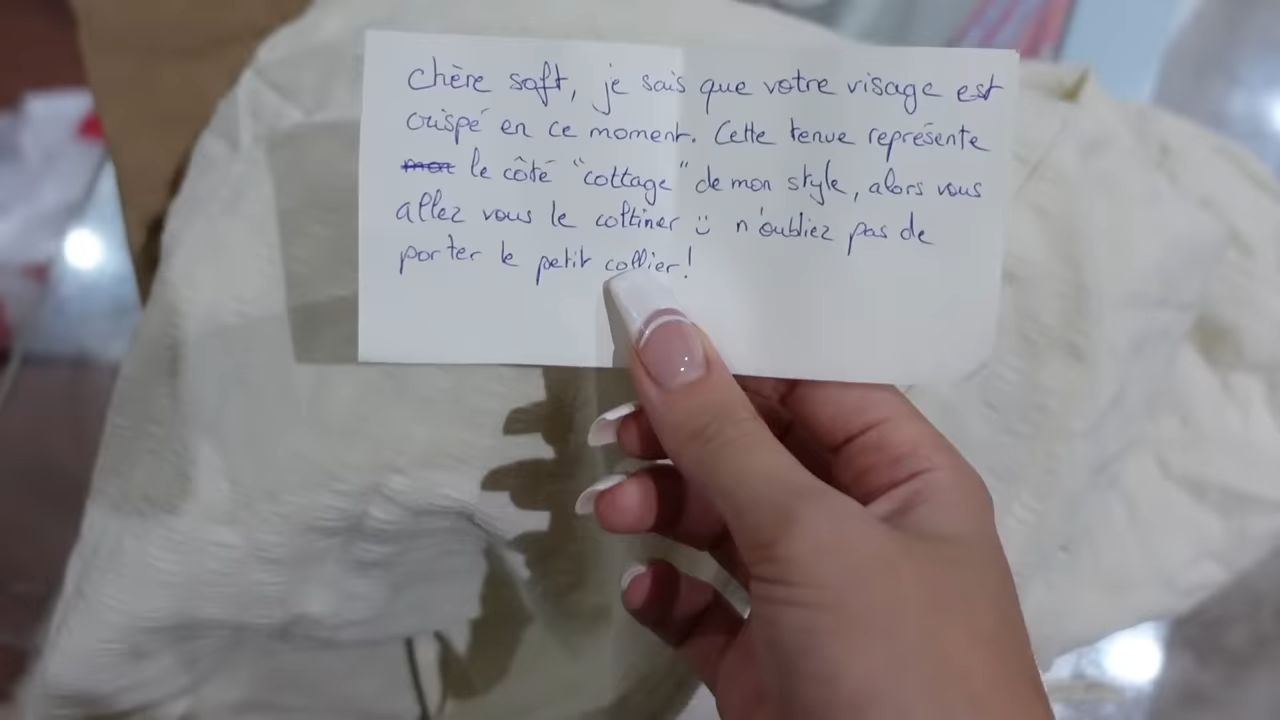 chère soft, je sais que votre visage est
crispé en ce moment. Cette tenue représente
mon le côté "cottage" de mon style, alors vous
allez vous le coltiner :) n'oubliez pas de
porter le petit collier!